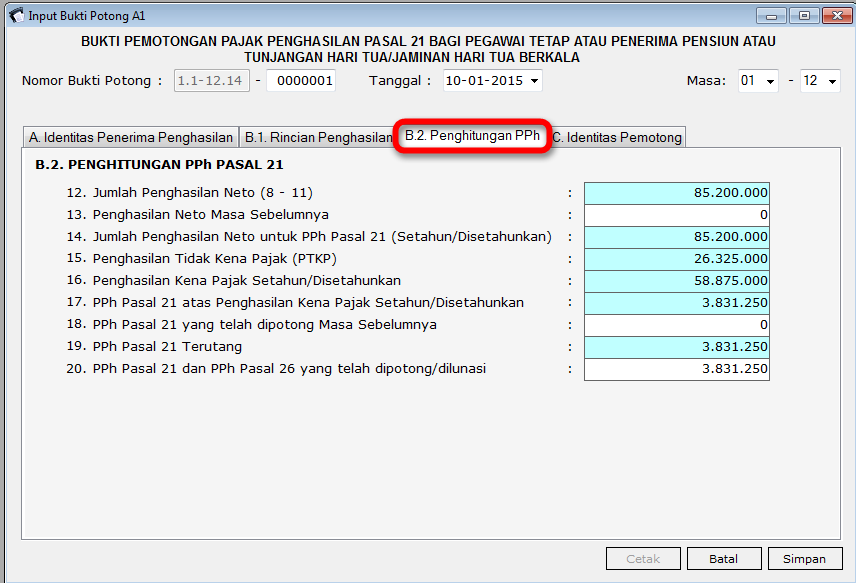 Input Bukti Potong A1
BUKTI PEMOTONGAN PAJAK PENGHASILAN PASAL 21 BAGI PEGAWAI TETAP ATAU PENERIMA PENSIUN ATAU
TUNJANGAN HARI TUA/JAMINAN HARI TUA BERKALA
Nomor Bukti Potong : 1.1-12.14 - 0000001 Tanggal : 10-01-2015 Masa: 01 - 12
A. Identitas Penerima Penghasilan B.1. Rincian Penghasilan B.2. Penghitungan PPh C. Identitas Pemotong
B.2. PENGHITUNGAN PPh PASAL 21
12. Jumlah Penghasilan Neto (8 - 11) : 85.200.000
13. Penghasilan Neto Masa Sebelumnya : 0
14. Jumlah Penghasilan Neto untuk PPh Pasal 21 (Setahun/Disetahunkan) : 85.200.000
15. Penghasilan Tidak Kena Pajak (PTKP) : 26.325.000
16. Penghasilan Kena Pajak Setahun/Disetahunkan : 58.875.000
17. PPh Pasal 21 atas Penghasilan Kena Pajak Setahun/Disetahunkan : 3.831.250
18. PPh Pasal 21 yang telah dipotong Masa Sebelumnya : 0
19. PPh Pasal 21 Terutang : 3.831.250
20. PPh Pasal 21 dan PPh Pasal 26 yang telah dipotong/dilunasi : 3.831.250
Cetak Batal Simpan